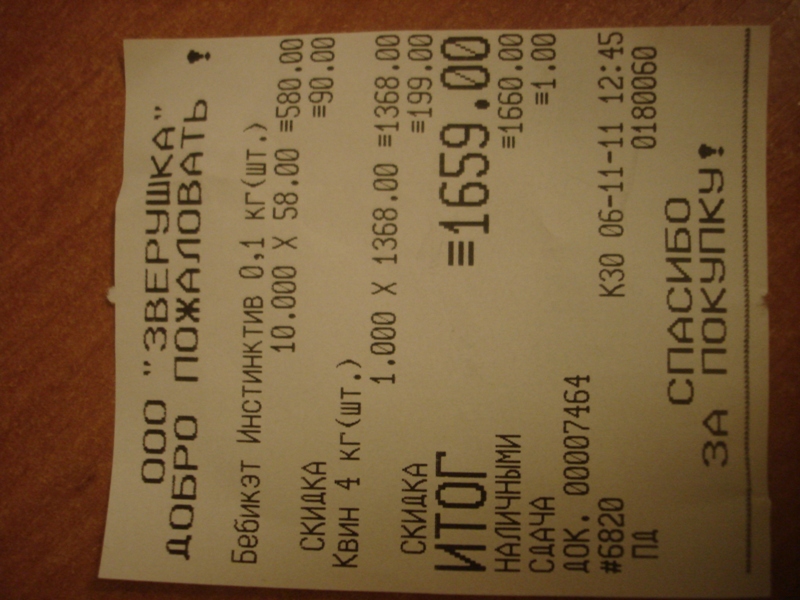 ООО "ЗВЕРУШКА"
ДОБРО ПОЖАЛОВАТЬ !
Бебикэт Инстинктив 0,1 кг(шт.)
10.000 X 58.00 ≡580.00
СКИДКА ≡90.00
Квин 4 кг(шт.)
1.000 X 1368.00 ≡1368.00
СКИДКА ≡199.00
ИТОГ ≡1659.00
НАЛИЧНЫМИ ≡1660.00
СДАЧА ≡1.00
ДОК. 00007464
#6820 К30 06-11-11 12:45
ПД 0180060
СПАСИБО
ЗА ПОКУПКУ!